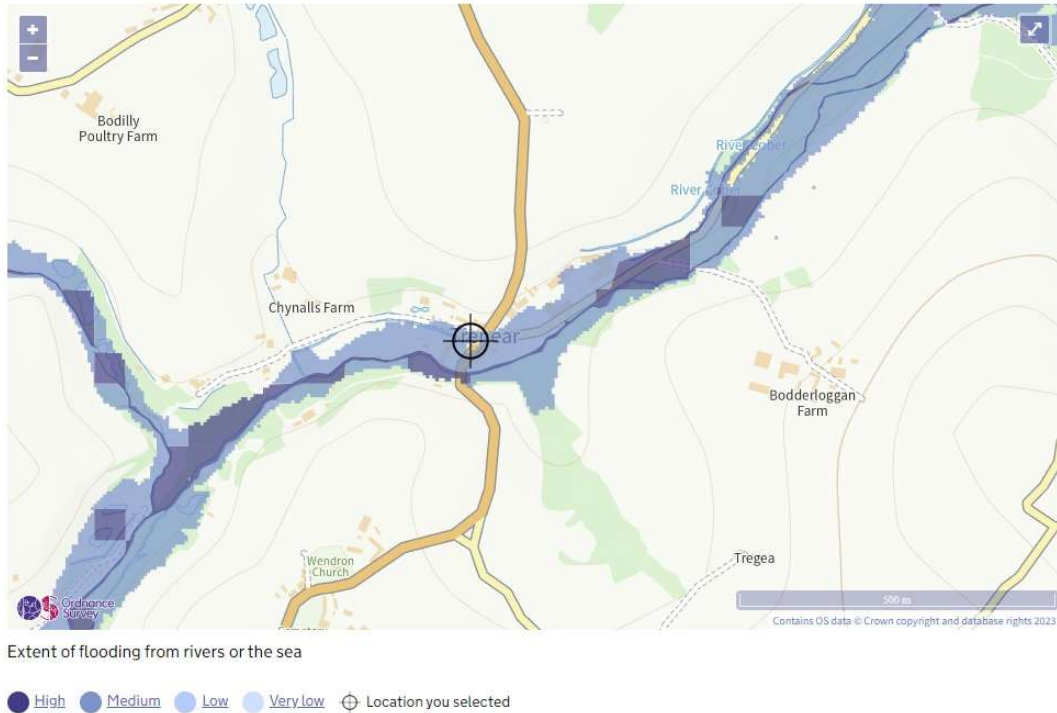 +
−
Bodilly
Poultry Farm
River Cober
River Cober
Chynalls Farm
Bodderloggan
Farm
Wendron
Church
Tregea
Ordnance
Survey
500 m
Contains OS data © Crown copyright and database rights 2023
Extent of flooding from rivers or the sea
High Medium Low Very low Location you selected